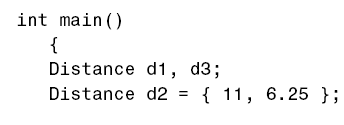 int main()
{
Distance d1, d3;
Distance d2 = { 11, 6.25 };